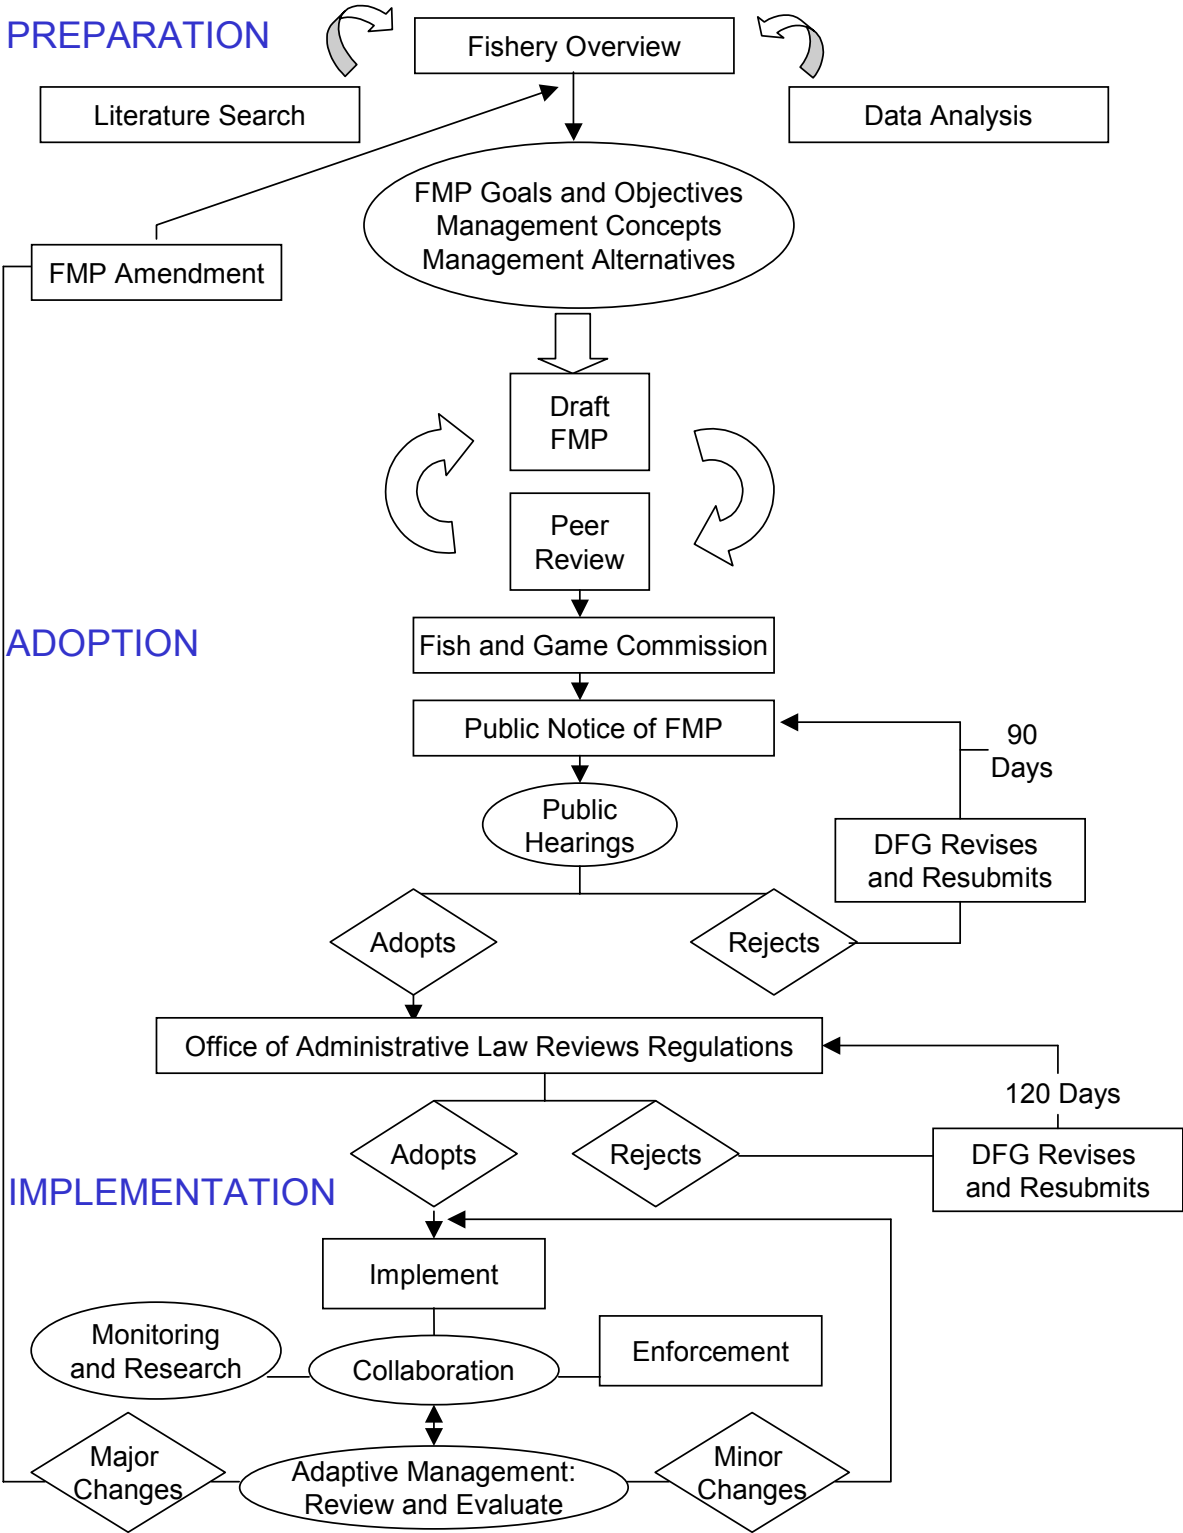 PREPARATION
Fishery Overview
Literature Search
Data Analysis
FMP Goals and Objectives
Management Concepts
Management Alternatives
FMP Amendment
Draft
FMP
Peer
Review
ADOPTION
Fish and Game Commission
Public Notice of FMP
90
Days
Public
Hearings
DFG Revises
and Resubmits
Adopts
Rejects
Office of Administrative Law Reviews Regulations
120 Days
Adopts
Rejects
DFG Revises
and Resubmits
IMPLEMENTATION
Implement
Monitoring
and Research
Collaboration
Enforcement
Major
Changes
Adaptive Management:
Review and Evaluate
Minor
Changes